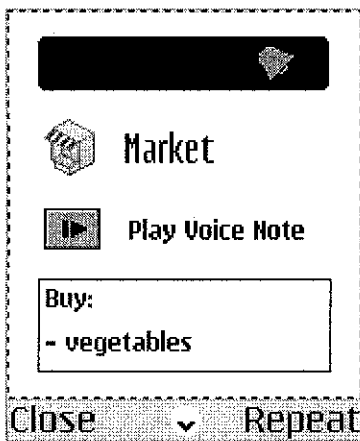 Market
Play Voice Note
Buy:
- vegetables
Close Repeat